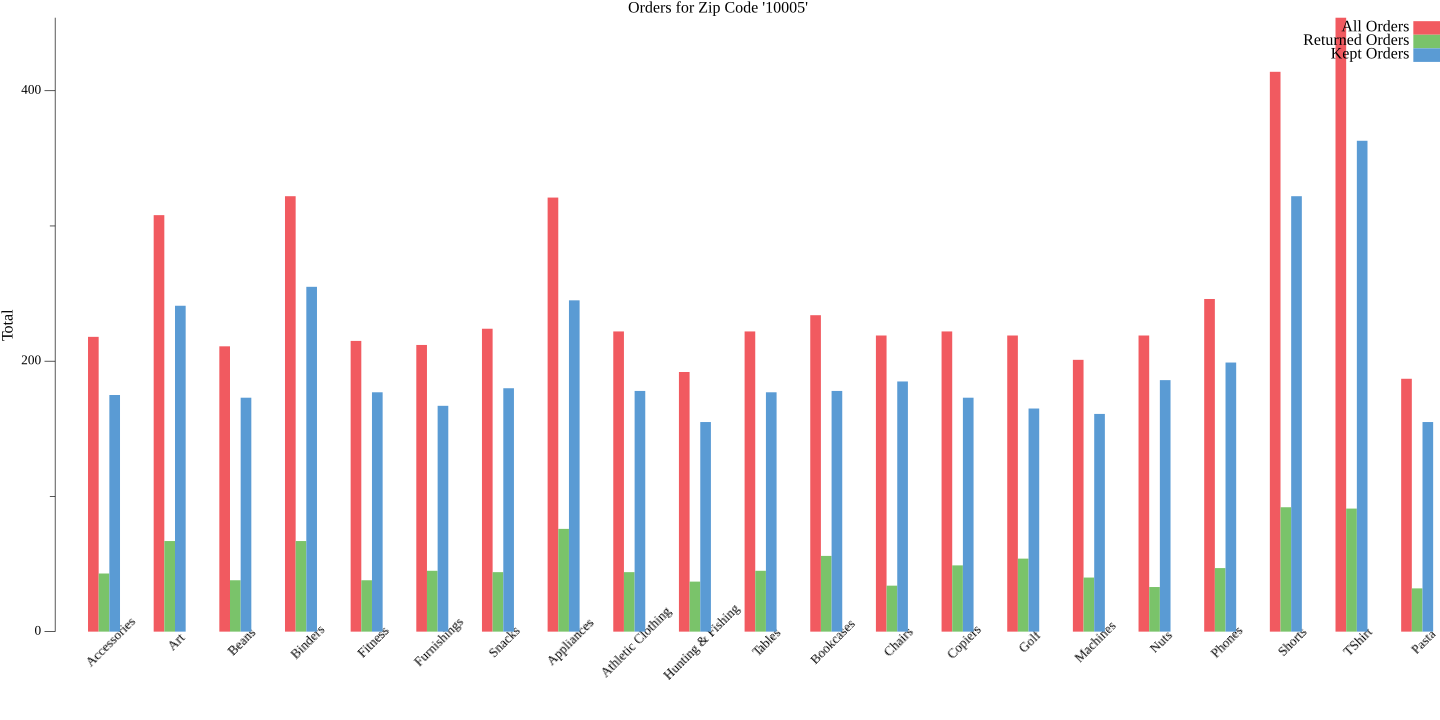 Orders for Zip Code '10005'
All Orders
Returned Orders
Kept Orders
Total
400
200
0
Accessories
Art
Beans
Binders
Fitness
Furnishings
Snacks
Appliances
Athletic Clothing
Hunting & Fishing
Tables
Bookcases
Chairs
Copiers
Golf
Machines
Nuts
Phones
Shorts
TShirt
Pasta